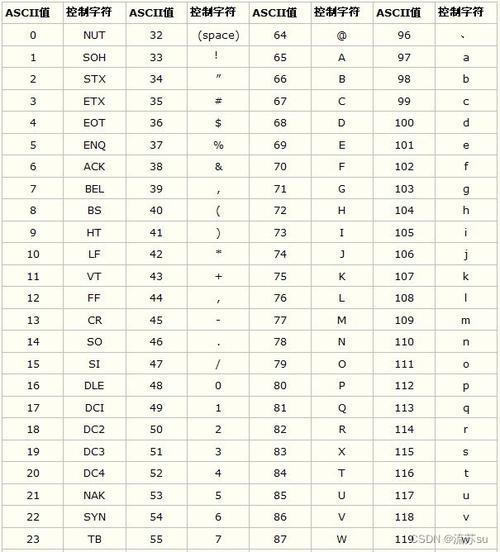 ASCII值 控制字符 ASCII值 控制字符 ASCII值 控制字符 ASCII值 控制字符
0 NUT 32 (space) 64 @ 96 、
1 SOH 33 ! 65 A 97 a
2 STX 34 ” 66 B 98 b
3 ETX 35 # 67 C 99 c
4 EOT 36 $ 68 D 100 d
5 ENQ 37 % 69 E 101 e
6 ACK 38 & 70 F 102 f
7 BEL 39 , 71 G 103 g
8 BS 40 ( 72 H 104 h
9 HT 41 ) 73 I 105 i
10 LF 42 * 74 J 106 j
11 VT 43 + 75 K 107 k
12 FF 44 , 76 L 108 l
13 CR 45 - 77 M 109 m
14 SO 46 . 78 N 110 n
15 SI 47 / 79 O 111 o
16 DLE 48 0 80 P 112 p
17 DCI 49 1 81 Q 113 q
18 DC2 50 2 82 R 114 r
19 DC3 51 3 83 X 115 s
20 DC4 52 4 84 T 116 t
21 NAK 53 5 85 U 117 u
22 SYN 54 6 86 V 118 v
23 TB 55 7 87 W 119 w
CSDN @流苏su